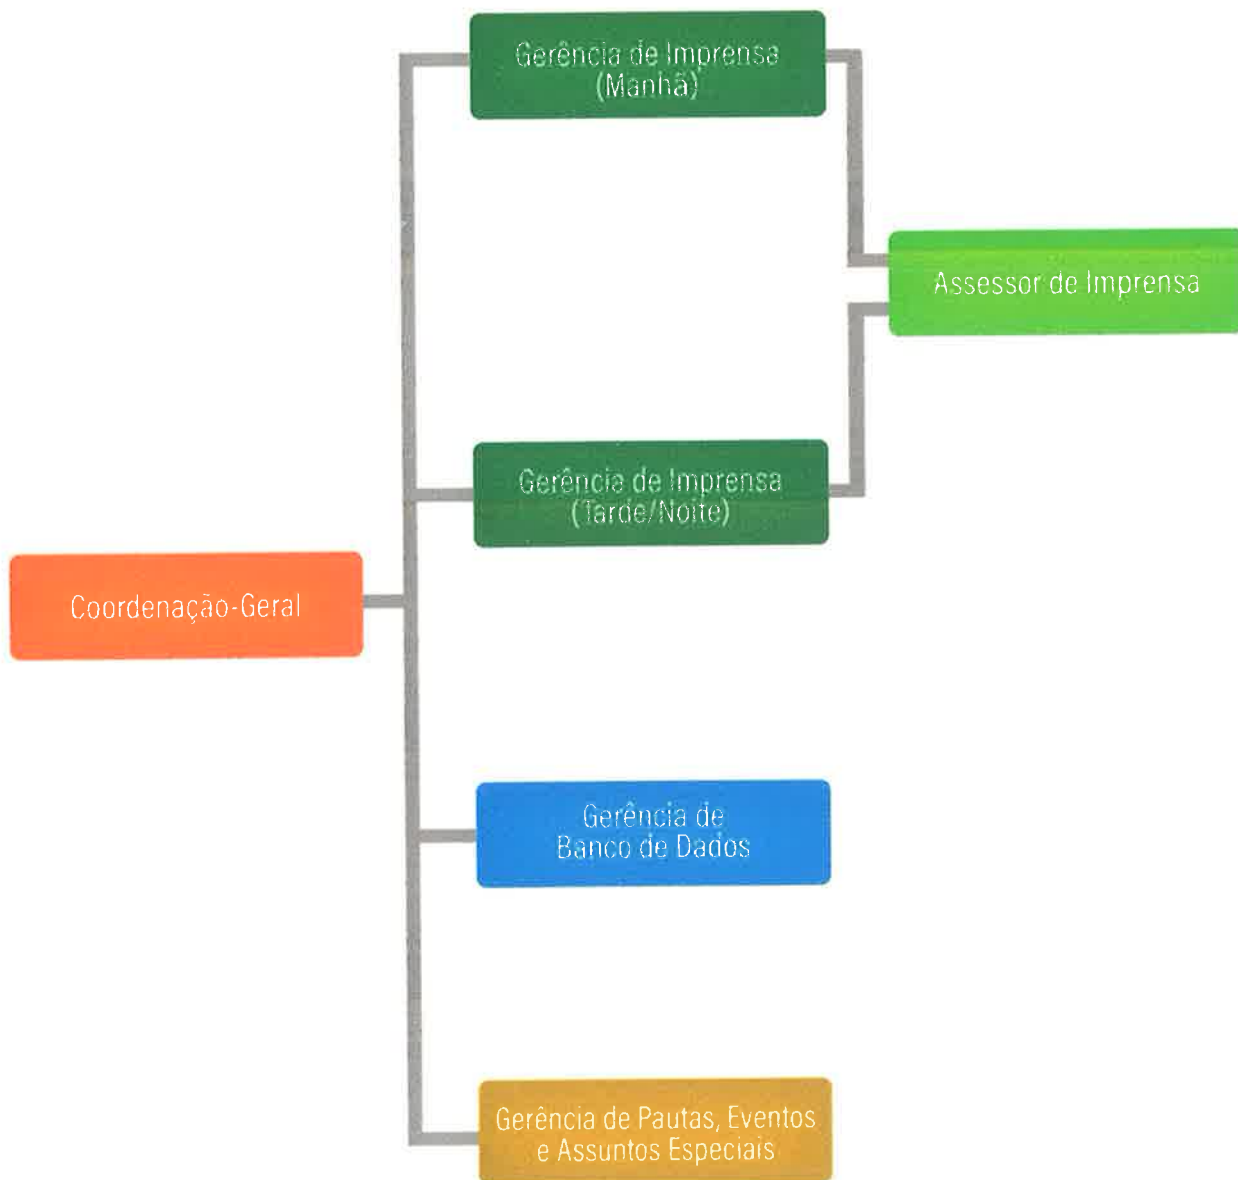 Gerência de Imprensa
(Manhã)
Assessor de Imprensa
Gerência de Imprensa
(Tarde/Noite)
Coordenação-Geral
Gerência de
Banco de Dados
Gerência de Pautas, Eventos
e Assuntos Especiais